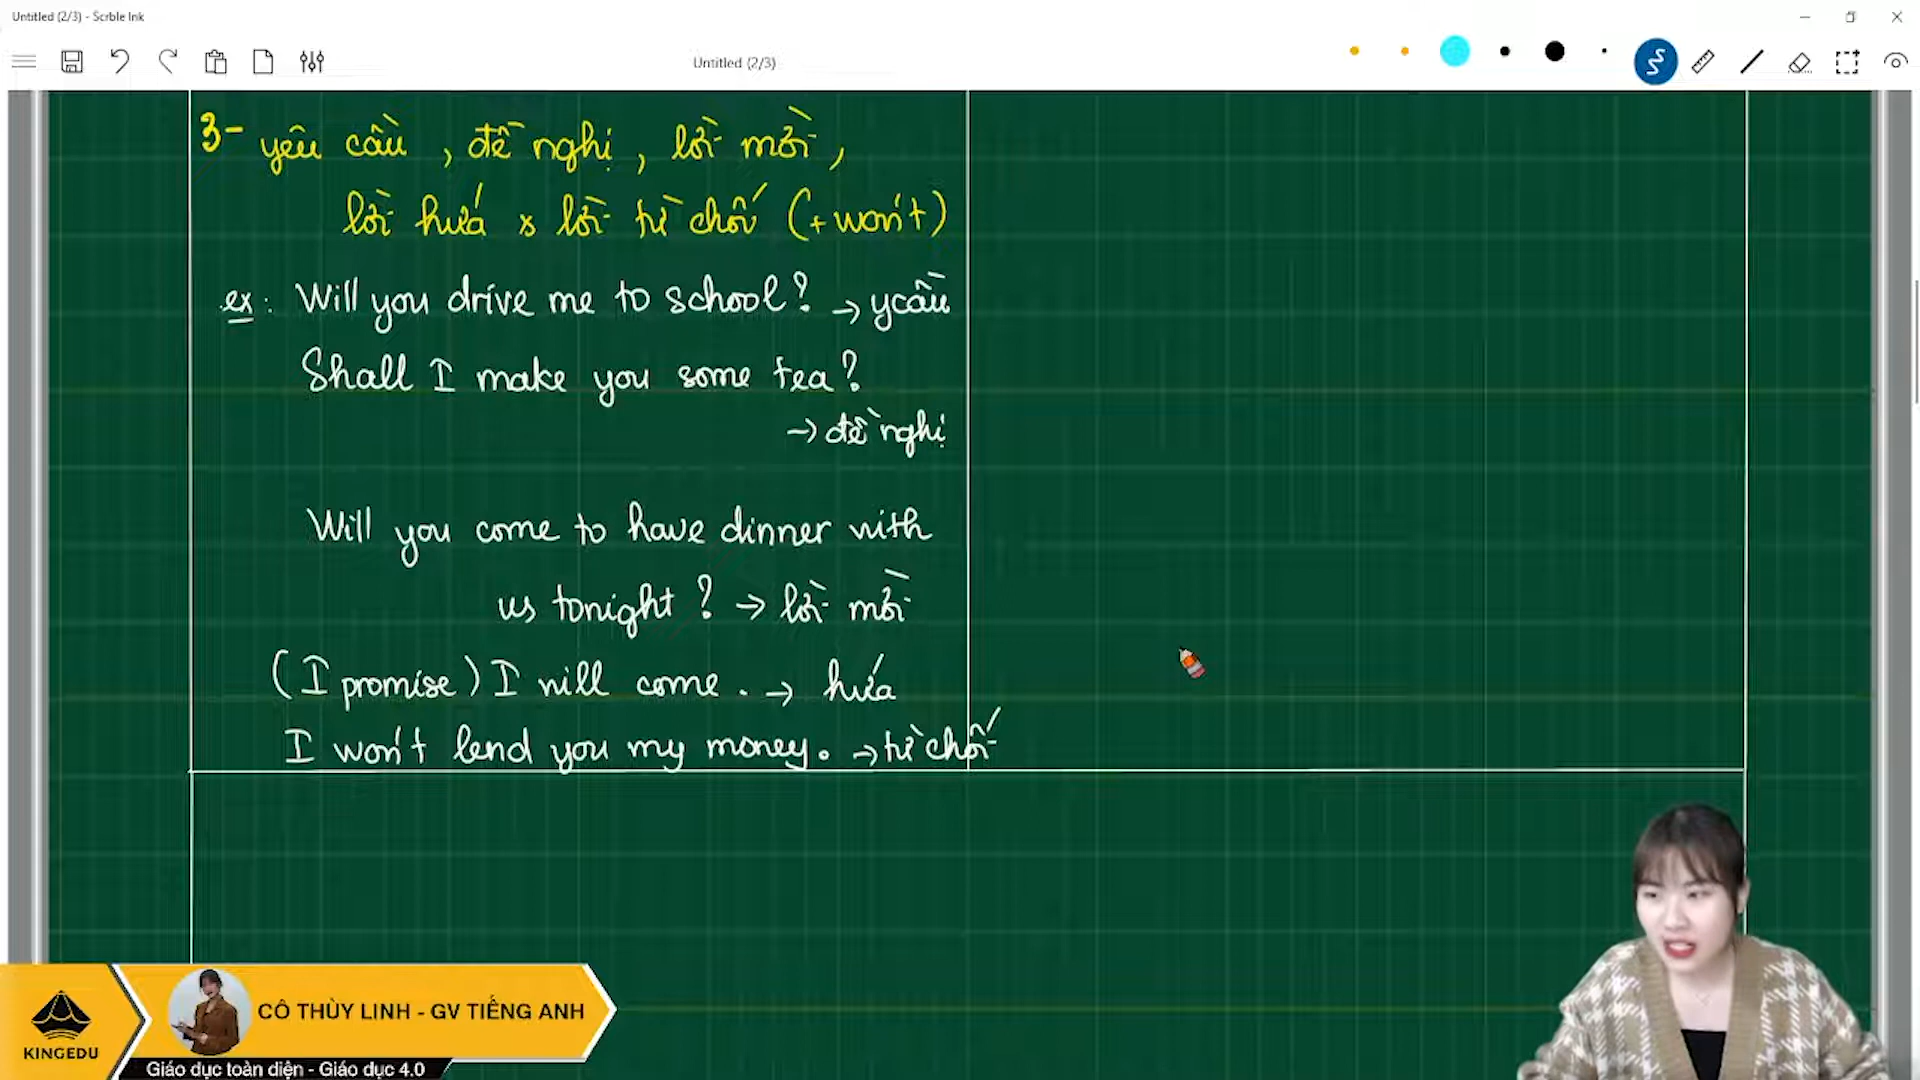 Untitled (2/3) - Scrble Ink
Untitled (2/3)
3- yêu cầu, đề nghị, lời mời,
lời hứa & lời từ chối (+ won't)
ex: Will you drive me to school? → ycầu
Shall I make you some tea?
→ đề nghị
Will you come to have dinner with
us tonight? → lời mời
(I promise) I will come. → hứa
I won't lend you my money. → từ chối
KINGEDU
CÔ THÙY LINH - GV TIẾNG ANH
Giáo dục toàn diện - Giáo dục 4.0